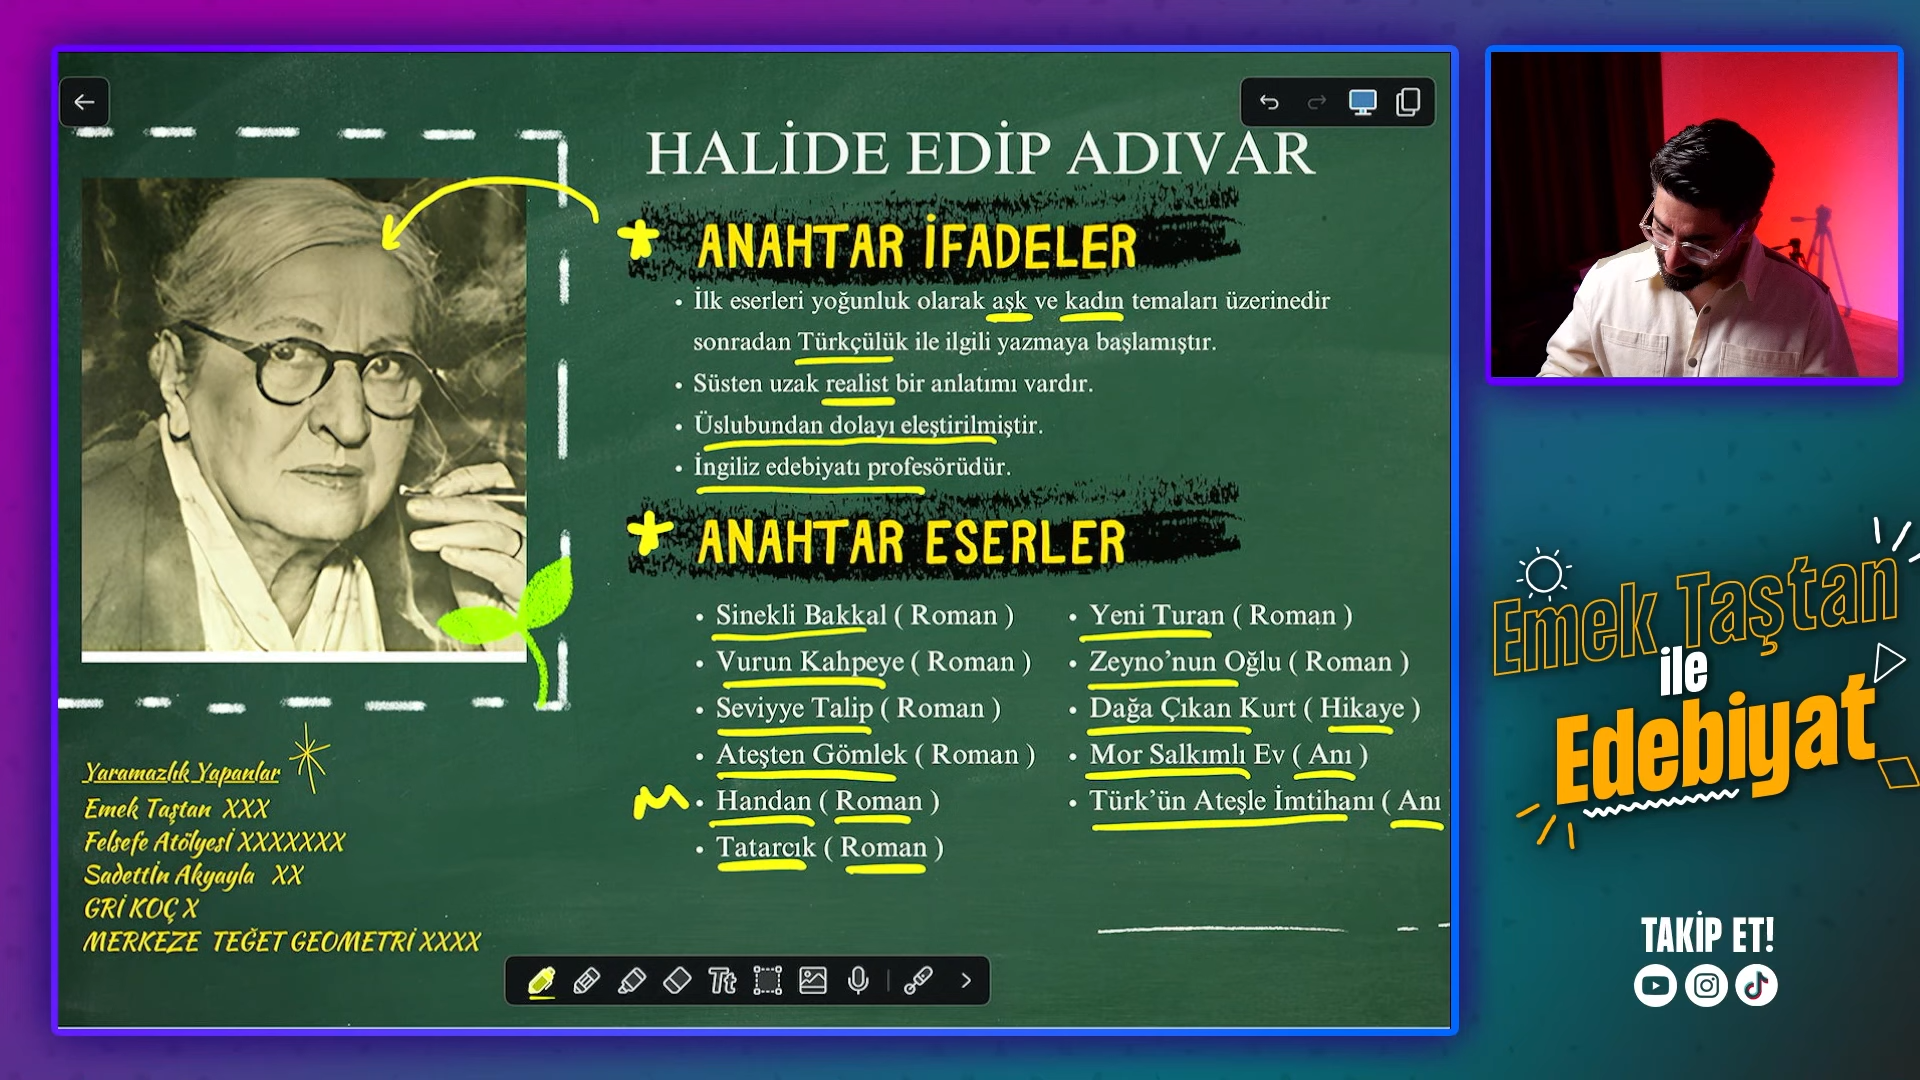 HALİDE EDİP ADIVAR
ANAHTAR İFADELER
• İlk eserleri yoğunluk olarak aşk ve kadın temaları üzerinedir
sonradan Türkçülük ile ilgili yazmaya başlamıştır.
• Süsten uzak realist bir anlatımı vardır.
• Üslubundan dolayı eleştirilmiştir.
• İngiliz edebiyatı profesörüdür.
ANAHTAR ESERLER
• Sinekli Bakkal ( Roman )
• Vurun Kahpeye ( Roman )
• Seviyye Talip ( Roman )
• Ateşten Gömlek ( Roman )
• Handan ( Roman )
• Tatarcık ( Roman )
• Yeni Turan ( Roman )
• Zeyno’nun Oğlu ( Roman )
• Dağa Çıkan Kurt ( Hikaye )
• Mor Salkımlı Ev ( Anı )
• Türk’ün Ateşle İmtihanı ( Anı
Yaramazlık Yapanlar
Emek Taştan XXX
Felsefe Atölyesİ XXXXXXX
Sadettİn Akyayla XX
GRİ KOÇ X
MERKEZE TEĞET GEOMETRİ XXXX
Tt
Emek Taştan
ile
Edebiyat
TAKİP ET!